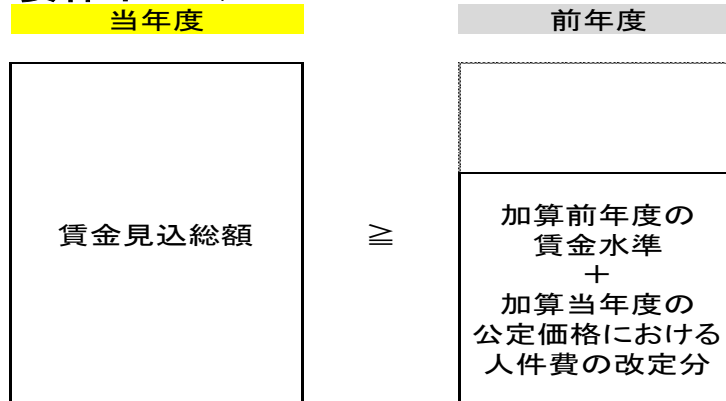 当年度
前年度
賃金見込総額
≧
加算前年度の
賃金水準
＋
加算当年度の
公定価格における
人件費の改定分